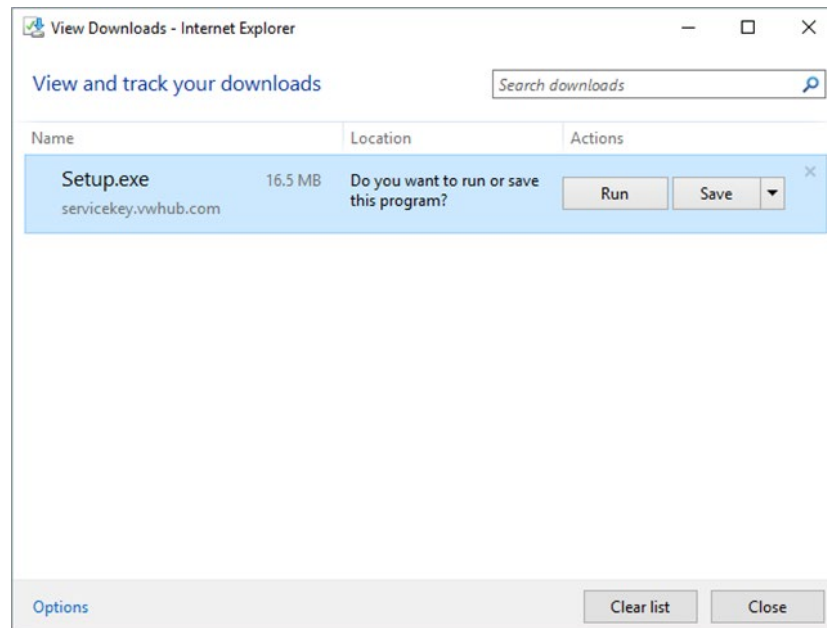 View Downloads - Internet Explorer
View and track your downloads
Search downloads
Name Location Actions
Setup.exe 16.5 MB Do you want to run or save this program? Run Save
servicekey.vwhub.com
Options Clear list Close